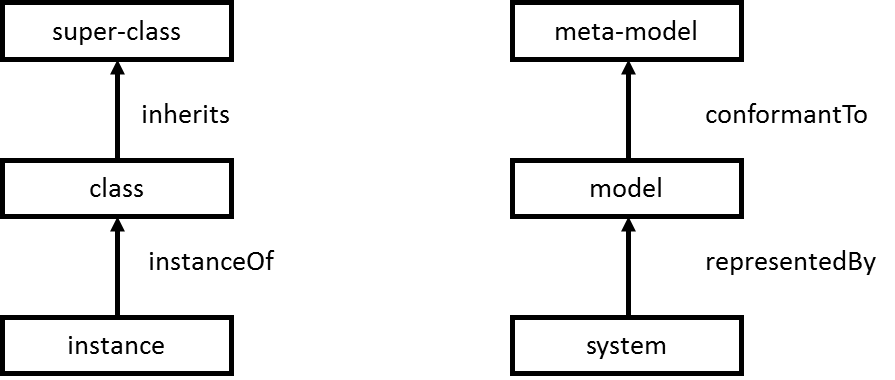 super-class
inherits
class
instanceOf
instance
meta-model
conformantTo
model
representedBy
system